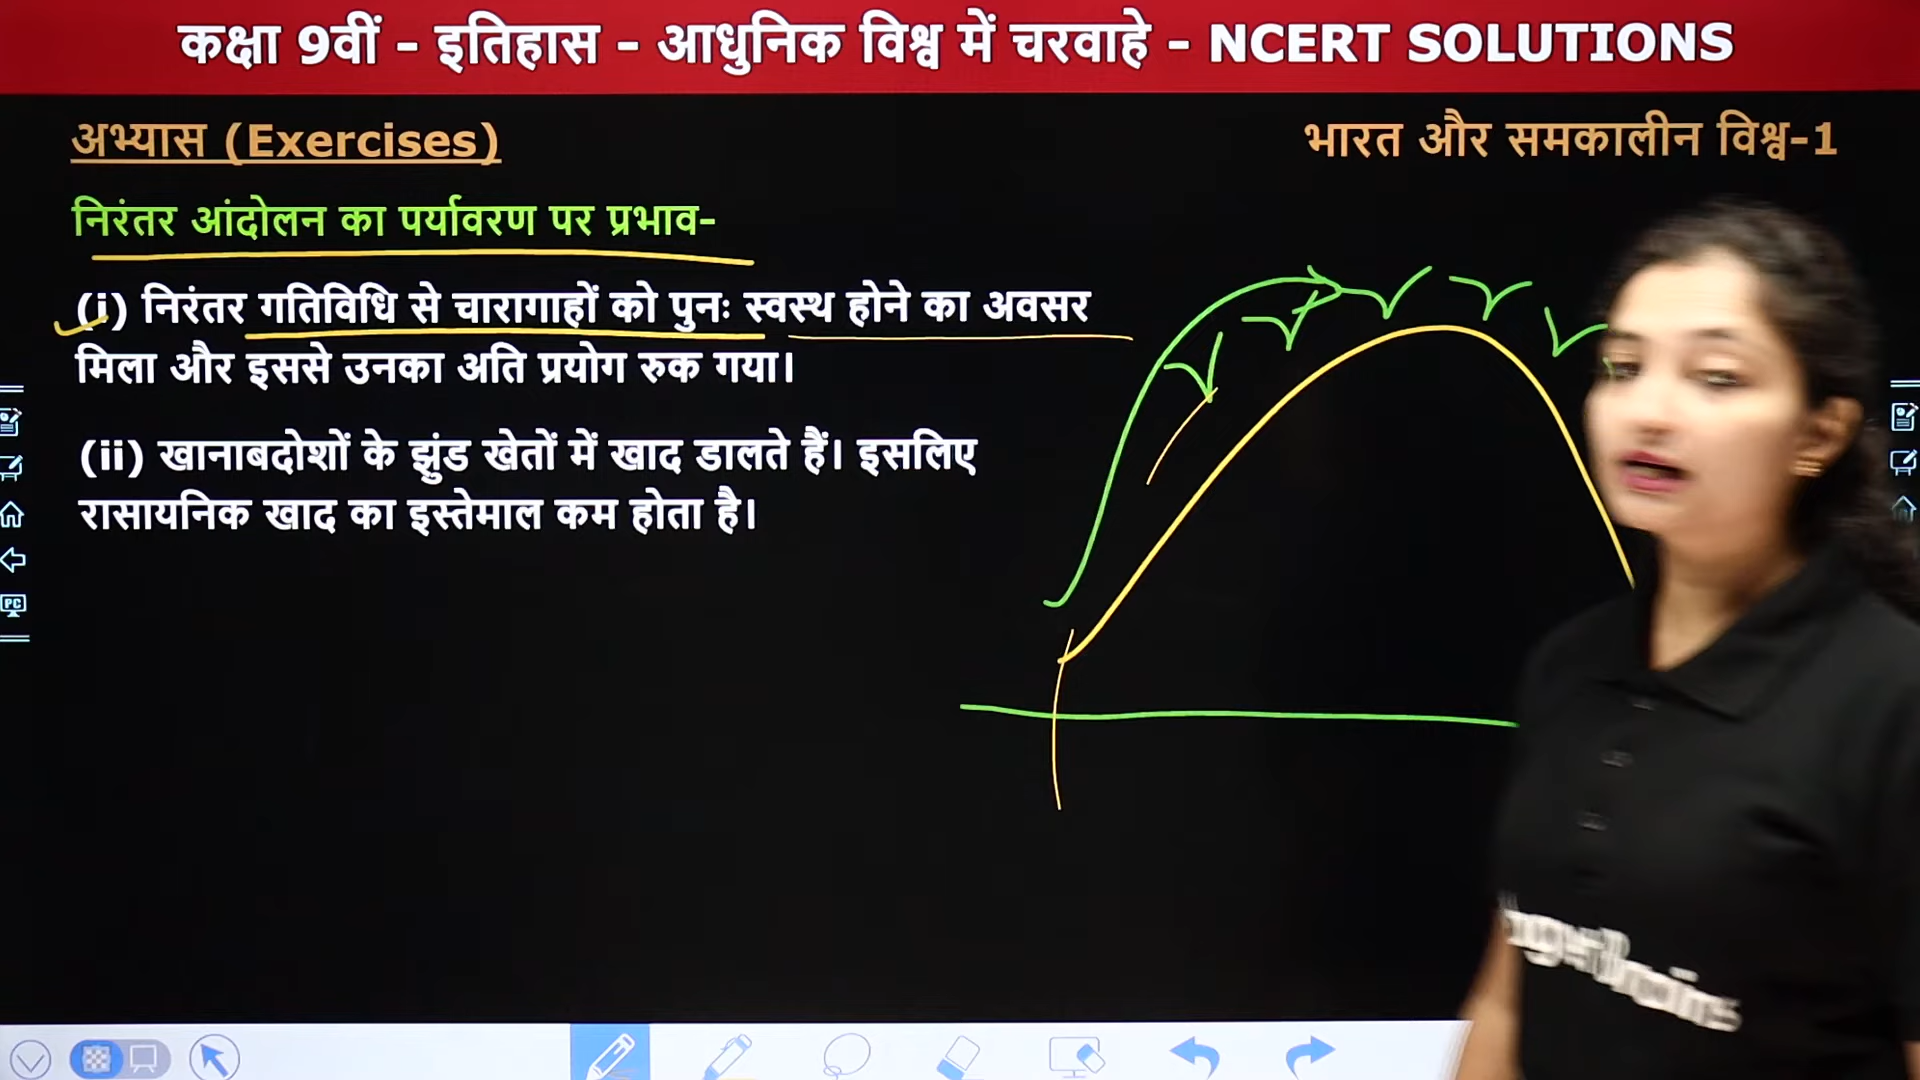 कक्षा 9वीं - इतिहास - आधुनिक विश्व में चरवाहे - NCERT SOLUTIONS
अभ्यास (Exercises)
भारत और समकालीन विश्व-1
निरंतर आंदोलन का पर्यावरण पर प्रभाव-
(i) निरंतर गतिविधि से चारागाहों को पुनः स्वस्थ होने का अवसर
मिला और इससे उनका अति प्रयोग रुक गया।
(ii) खानाबदोशों के झुंड खेतों में खाद डालते हैं। इसलिए
रासायनिक खाद का इस्तेमाल कम होता है।
PC